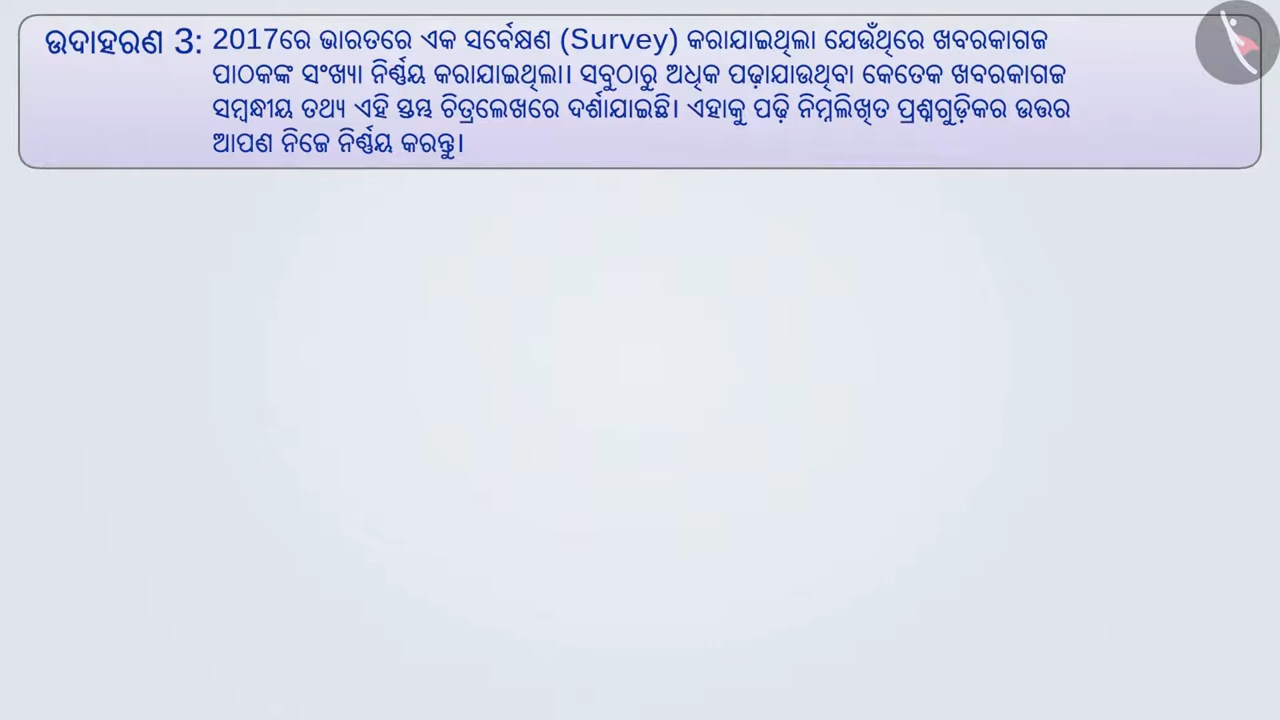 ଉଦାହରଣ 3: 2017ରେ ଭାରତରେ ଏକ ସର୍ବେକ୍ଷଣ (Survey) କରାଯାଇଥିଲା ଯେଉଁଥିରେ ଖବରକାଗଜ
ପାଠକଙ୍କ ସଂଖ୍ୟା ନିର୍ଣ୍ଣୟ କରାଯାଇଥିଲା। ସବୁଠାରୁ ଅଧିକ ପଢ଼ାଯାଉଥିବା କେତେକ ଖବରକାଗଜ
ସମ୍ବନ୍ଧୀୟ ତଥ୍ୟ ଏହି ସ୍ତମ୍ଭ ଚିତ୍ରଲେଖରେ ଦର୍ଶାଯାଇଛି। ଏହାକୁ ପଢ଼ି ନିମ୍ନଲିଖିତ ପ୍ରଶ୍ନଗୁଡ଼ିକର ଉତ୍ତର
ଆପଣ ନିଜେ ନିର୍ଣ୍ଣୟ କରନ୍ତୁ।